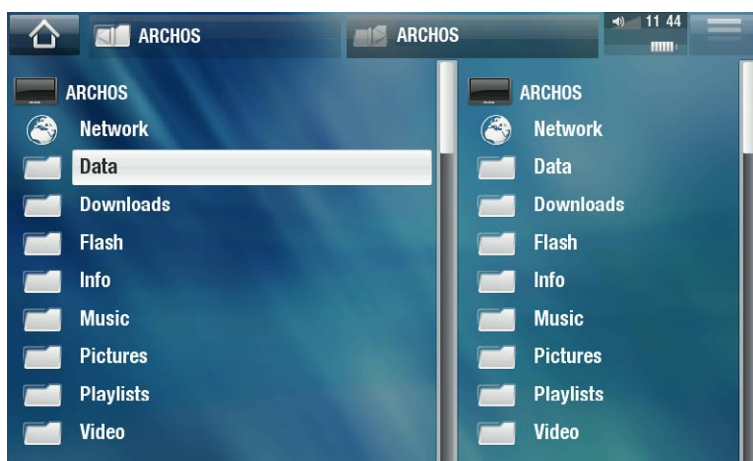 ARCHOS
ARCHOS
11 44
ARCHOS
Network
Data
Downloads
Flash
Info
Music
Pictures
Playlists
Video
ARCHOS
Network
Data
Downloads
Flash
Info
Music
Pictures
Playlists
Video